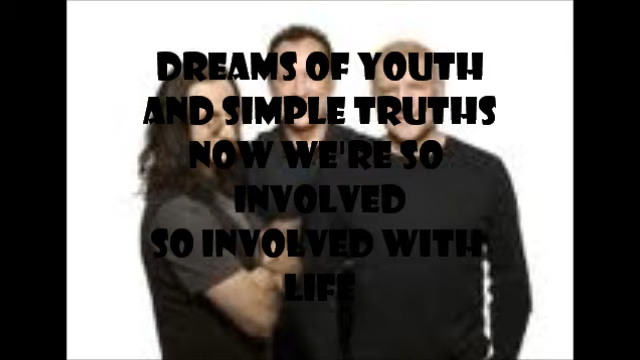 DREAMS OF YOUTH
AND SIMPLE TRUTHS
NOW WE'RE SO
INVOLVED
SO INVOLVED WITH
LIFE